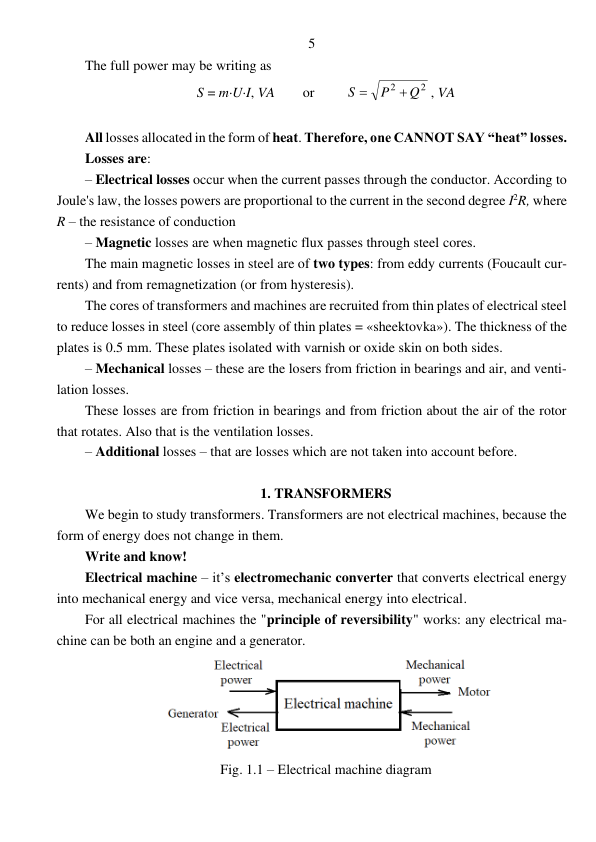 5
The full power may be writing as
S = m·U·I, VA or S = √P² + Q² , VA
All losses allocated in the form of heat. Therefore, one CANNOT SAY “heat” losses.
Losses are:
– Electrical losses occur when the current passes through the conductor. According to
Joule's law, the losses powers are proportional to the current in the second degree I²R, where
R – the resistance of conduction
– Magnetic losses are when magnetic flux passes through steel cores.
The main magnetic losses in steel are of two types: from eddy currents (Foucault cur-
rents) and from remagnetization (or from hysteresis).
The cores of transformers and machines are recruited from thin plates of electrical steel
to reduce losses in steel (core assembly of thin plates = «sheektovka»). The thickness of the
plates is 0.5 mm. These plates isolated with varnish or oxide skin on both sides.
– Mechanical losses – these are the losers from friction in bearings and air, and venti-
lation losses.
These losses are from friction in bearings and from friction about the air of the rotor
that rotates. Also that is the ventilation losses.
– Additional losses – that are losses which are not taken into account before.
1. TRANSFORMERS
We begin to study transformers. Transformers are not electrical machines, because the
form of energy does not change in them.
Write and know!
Electrical machine – it’s electromechanic converter that converts electrical energy
into mechanical energy and vice versa, mechanical energy into electrical.
For all electrical machines the "principle of reversibility" works: any electrical ma-
chine can be both an engine and a generator.
Electrical
power
Mechanical
power
Motor
Electrical machine
Generator
Electrical
power
Mechanical
power
Fig. 1.1 – Electrical machine diagram